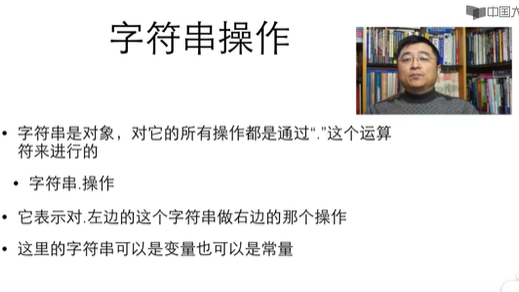 中国大
字符串操作
• 字符串是对象，对它的所有操作都是通过“.”这个运算
符来进行的
• 字符串.操作
• 它表示对.左边的这个字符串做右边的那个操作
• 这里的字符串可以是变量也可以是常量